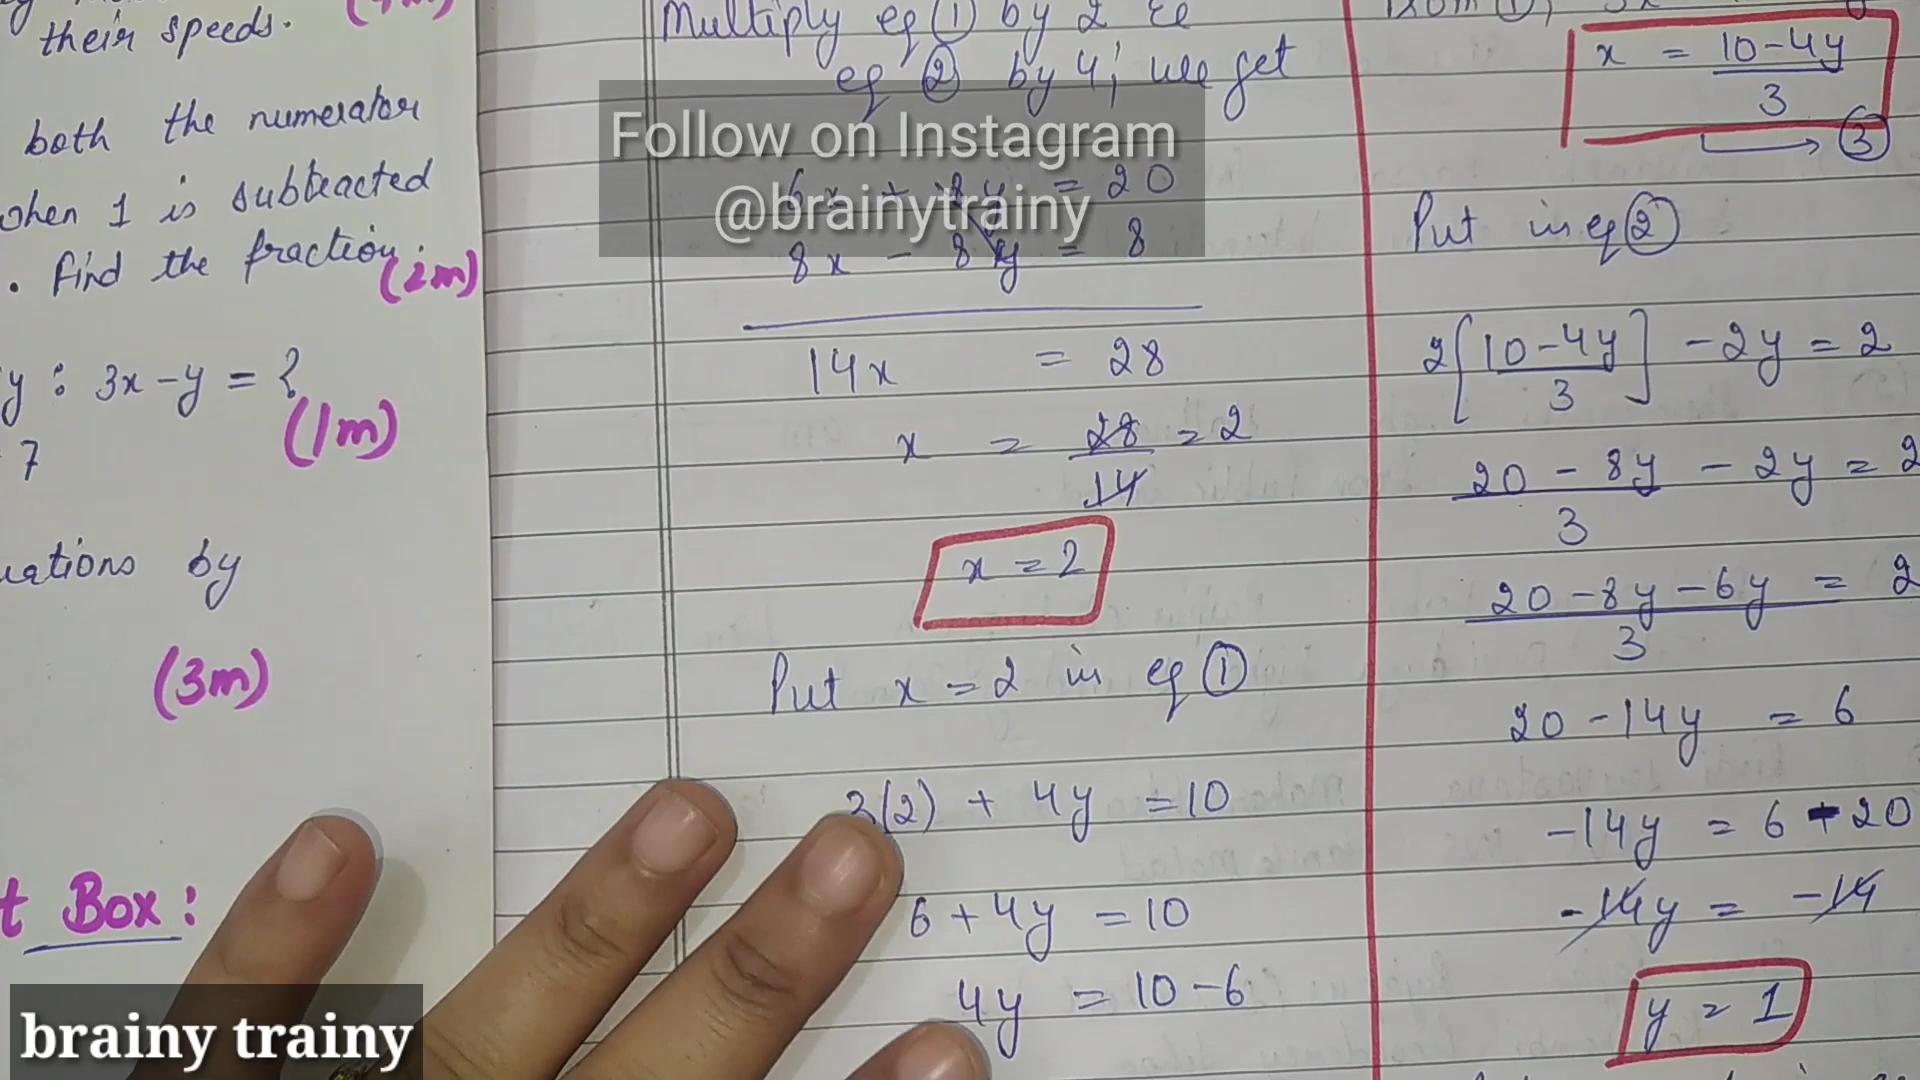 their speeds.
both the numerator
when 1 is subtracted
. Find the fraction. (2m)
y : 3x - y = 3
(1m)
7
uations by
(3m)
t Box :
Multiply eq ① by 2 &
eq ② by 4, we get
6x + 8y = 20
8x - 8y = 8
14x = 28
x = 28/14 = 2
x = 2
Put x = 2 in eq ①
3(2) + 4y = 10
6 + 4y = 10
4y = 10 - 6
x = 10 - 4y / 3
→ ③
Put in eq ②
2[10 - 4y / 3] - 2y = 2
20 - 8y / 3 - 2y = 2
20 - 8y - 6y / 3 = 2
20 - 14y = 6
-14y = 6 - 20
-14y = -14
y = 1
Follow on Instagram
@brainytrainy
brainy trainy